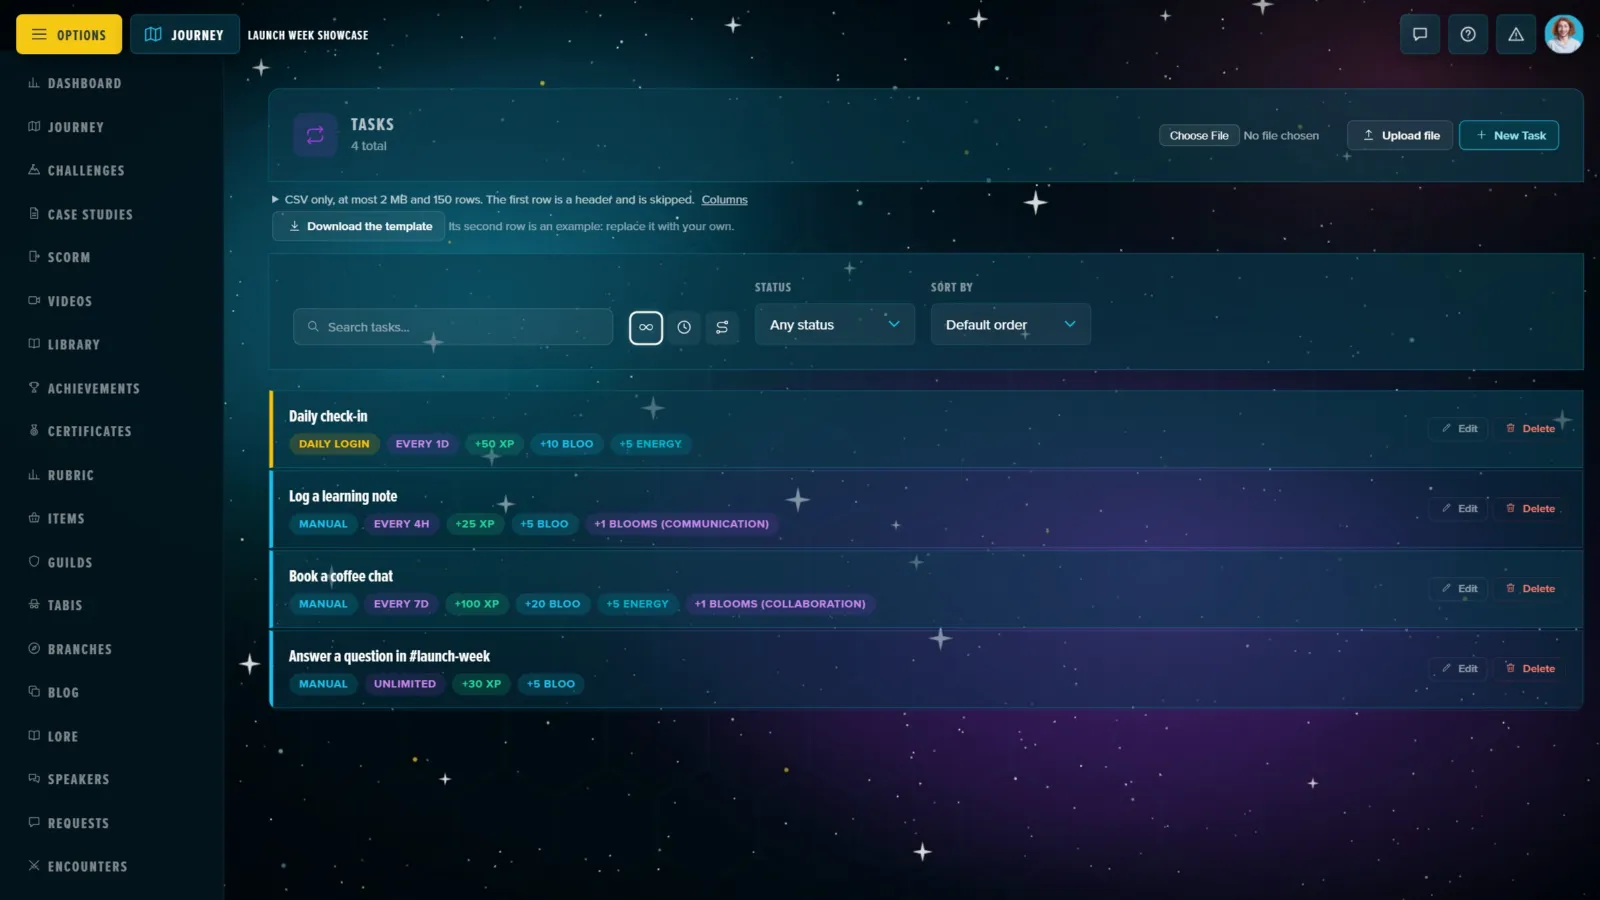 OPTIONS
JOURNEY
LAUNCH WEEK SHOWCASE
DASHBOARD
JOURNEY
CHALLENGES
CASE STUDIES
SCORM
VIDEOS
LIBRARY
ACHIEVEMENTS
CERTIFICATES
RUBRIC
ITEMS
GUILDS
TABIS
BRANCHES
BLOG
LORE
SPEAKERS
REQUESTS
ENCOUNTERS
TASKS
4 total
Choose File No file chosen
Upload file
+ New Task
CSV only, at most 2 MB and 150 rows. The first row is a header and is skipped. Columns
Download the template Its second row is an example: replace it with your own.
STATUS
SORT BY
Search tasks...
Any status
Default order
Daily check-in
DAILY LOGIN EVERY 1D +50 XP +10 BLOO +5 ENERGY
Edit Delete
Log a learning note
MANUAL EVERY 4H +25 XP +5 BLOO +1 BLOOMS (COMMUNICATION)
Edit Delete
Book a coffee chat
MANUAL EVERY 7D +100 XP +20 BLOO +5 ENERGY +1 BLOOMS (COLLABORATION)
Edit Delete
Answer a question in #launch-week
MANUAL UNLIMITED +30 XP +5 BLOO
Edit Delete